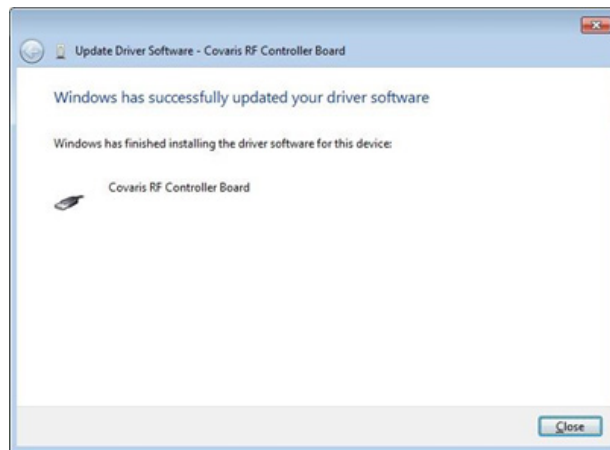 Update Driver Software - Covaris RF Controller Board
Windows has successfully updated your driver software
Windows has finished installing the driver software for this device:
Covaris RF Controller Board
Close